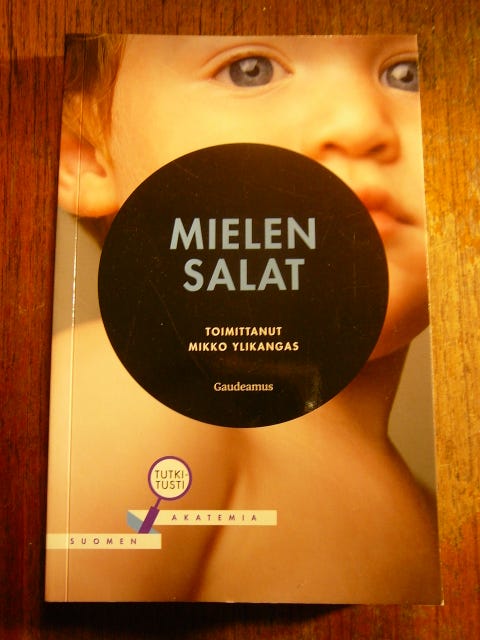 MIELEN
SALAT
TOIMITTANUT
MIKKO YLIKANGAS
Gaudeamus
TUTKI-
TUSTI
SUOMEN
AKATEMIA